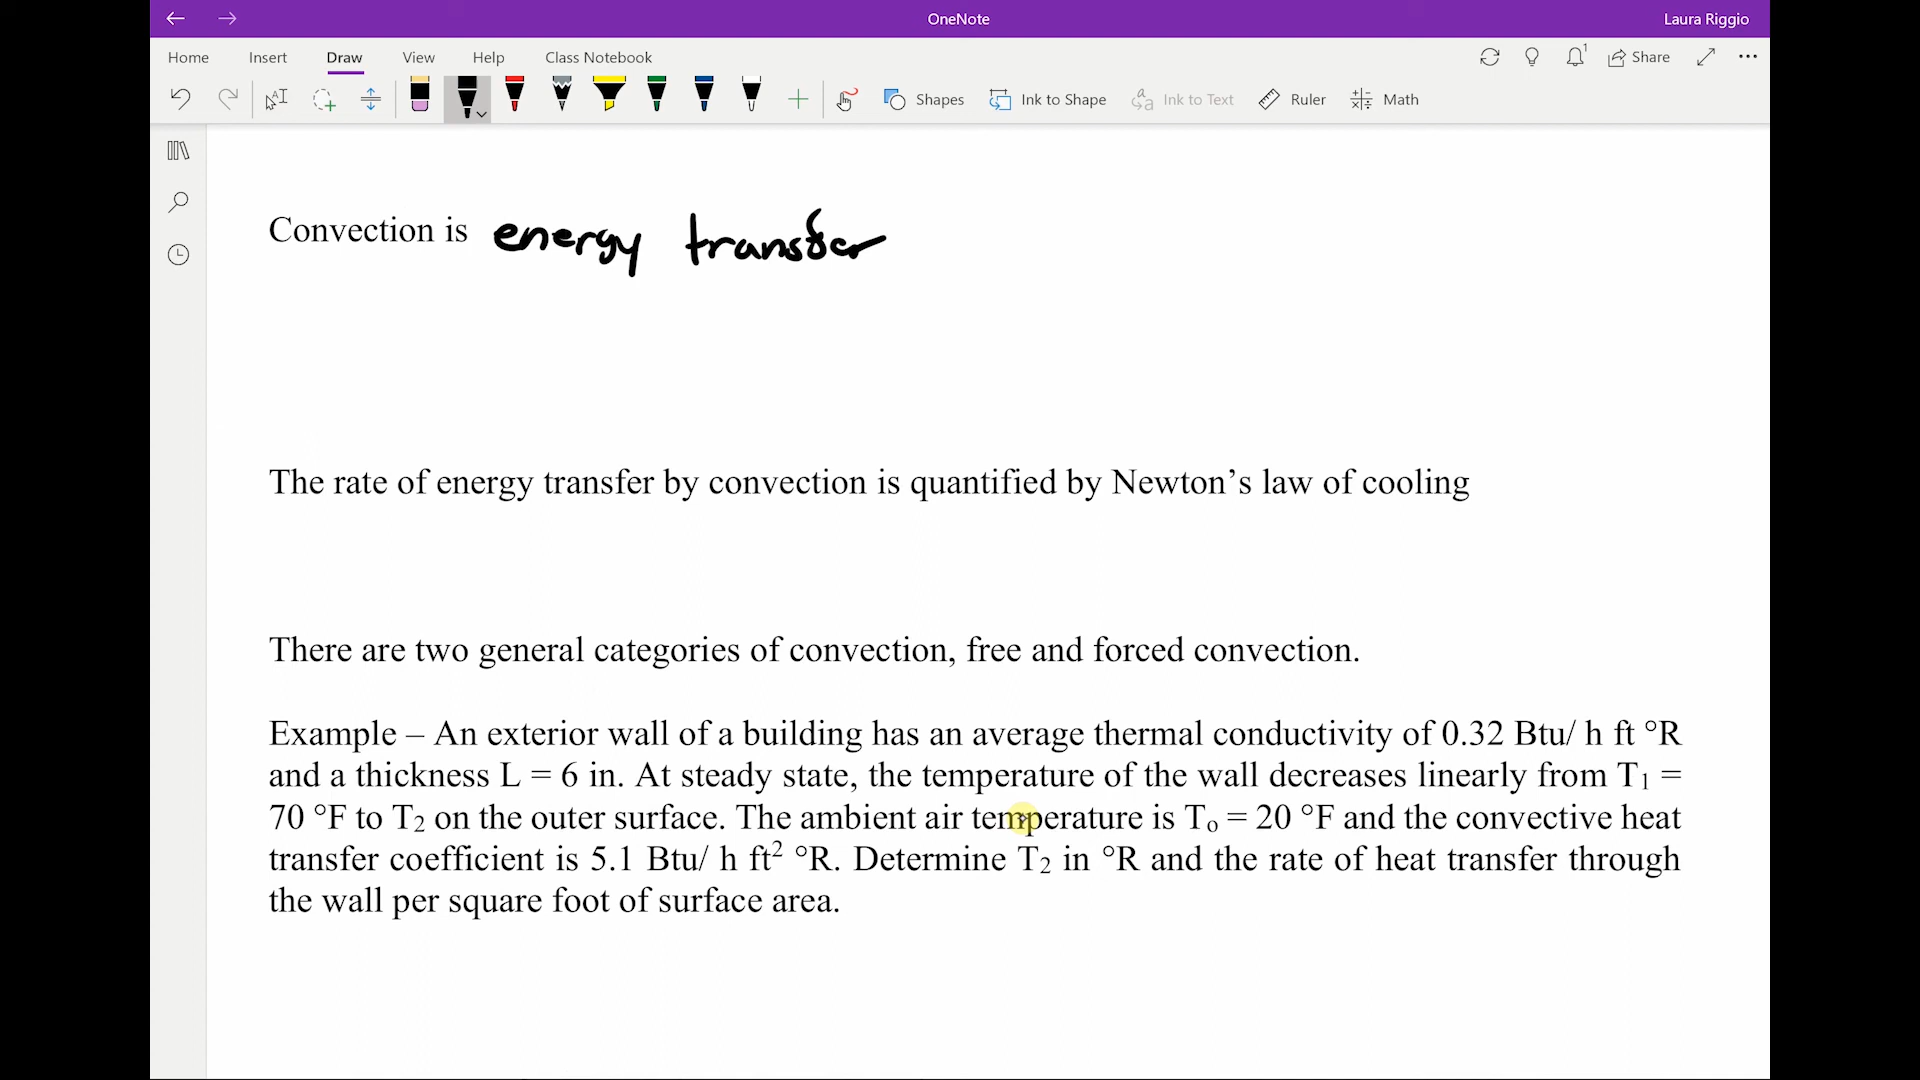 OneNote
Laura Riggio
Home Insert Draw View Help Class Notebook
1 Share
Shapes Ink to Shape Ink to Text Ruler Math
Convection is energy transfer
The rate of energy transfer by convection is quantified by Newton’s law of cooling
There are two general categories of convection, free and forced convection.
Example – An exterior wall of a building has an average thermal conductivity of 0.32 Btu/ h ft °R
and a thickness L = 6 in. At steady state, the temperature of the wall decreases linearly from T₁ =
70 °F to T₂ on the outer surface. The ambient air temperature is Tₒ = 20 °F and the convective heat
transfer coefficient is 5.1 Btu/ h ft² °R. Determine T₂ in °R and the rate of heat transfer through
the wall per square foot of surface area.